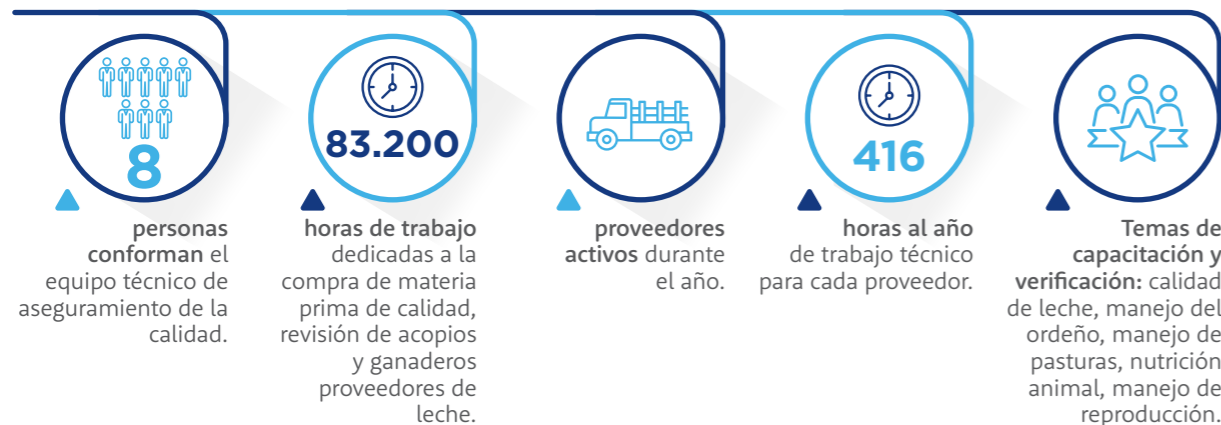 8
personas
conforman el
equipo técnico de
aseguramiento de la
calidad.
83.200
horas de trabajo
dedicadas a la
compra de materia
prima de calidad,
revisión de acopios
y ganaderos
proveedores de
leche.
proveedores
activos durante
el año.
416
horas al año
de trabajo técnico
para cada proveedor.
Temas de
capacitación y
verificación: calidad
de leche, manejo del
ordeño, manejo de
pasturas, nutrición
animal, manejo de
reproducción.